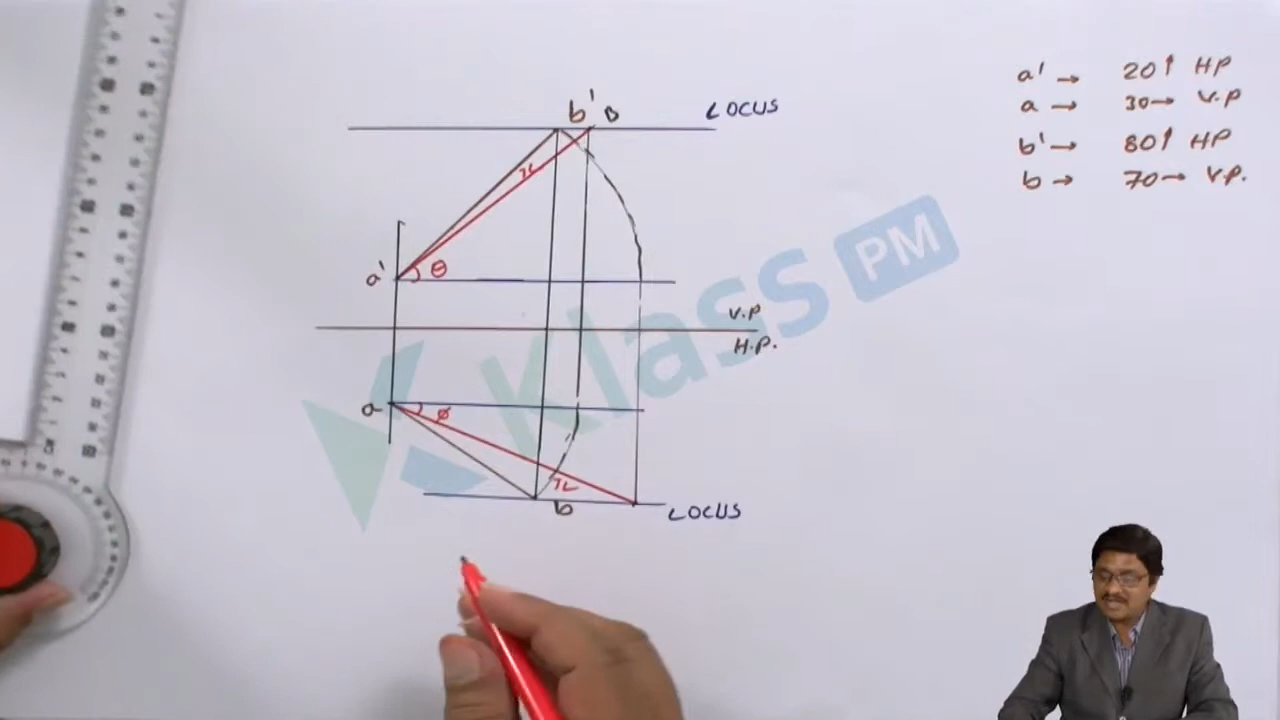 b' B LOCUS
TL
a' θ
V.P
H.P.
a ø
TL
b LOCUS
a' → 20↑ HP
a → 30→ V.P
b' → 80↑ HP
b → 70→ V.P.
Klass PM